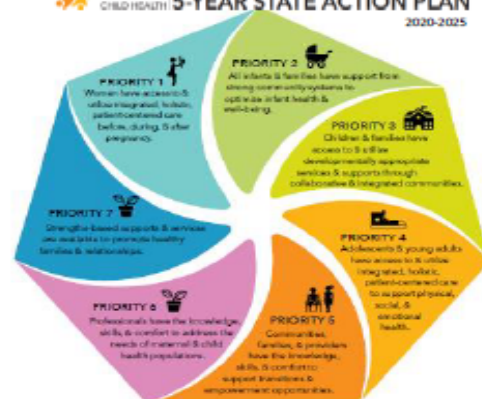 CHILD HEALTH 5-YEAR STATE ACTION PLAN
2020-2025
PRIORITY 1
Women have access to &
utilize integrated, holistic,
patient-centered care
before, during, & after
pregnancy.
PRIORITY 2
All infants & families have support from
strong community systems to
optimize infant health &
well-being.
PRIORITY 3
Children & families have
access to & utilize
developmentally appropriate
services & supports through
collaborative & integrated communities.
PRIORITY 4
Adolescents & young adults
have access to & utilize
integrated, holistic,
patient-centered care
to support physical,
social, &
emotional
health.
PRIORITY 5
Communities,
families, & providers
have the knowledge,
skills, & comfort to
support transitions &
empowerment opportunities.
PRIORITY 6
Professionals have the knowledge,
skills, & comfort to address the
needs of maternal & child
health populations.
PRIORITY 7
Strengths-based supports & services
are available to promote healthy
families & relationships.